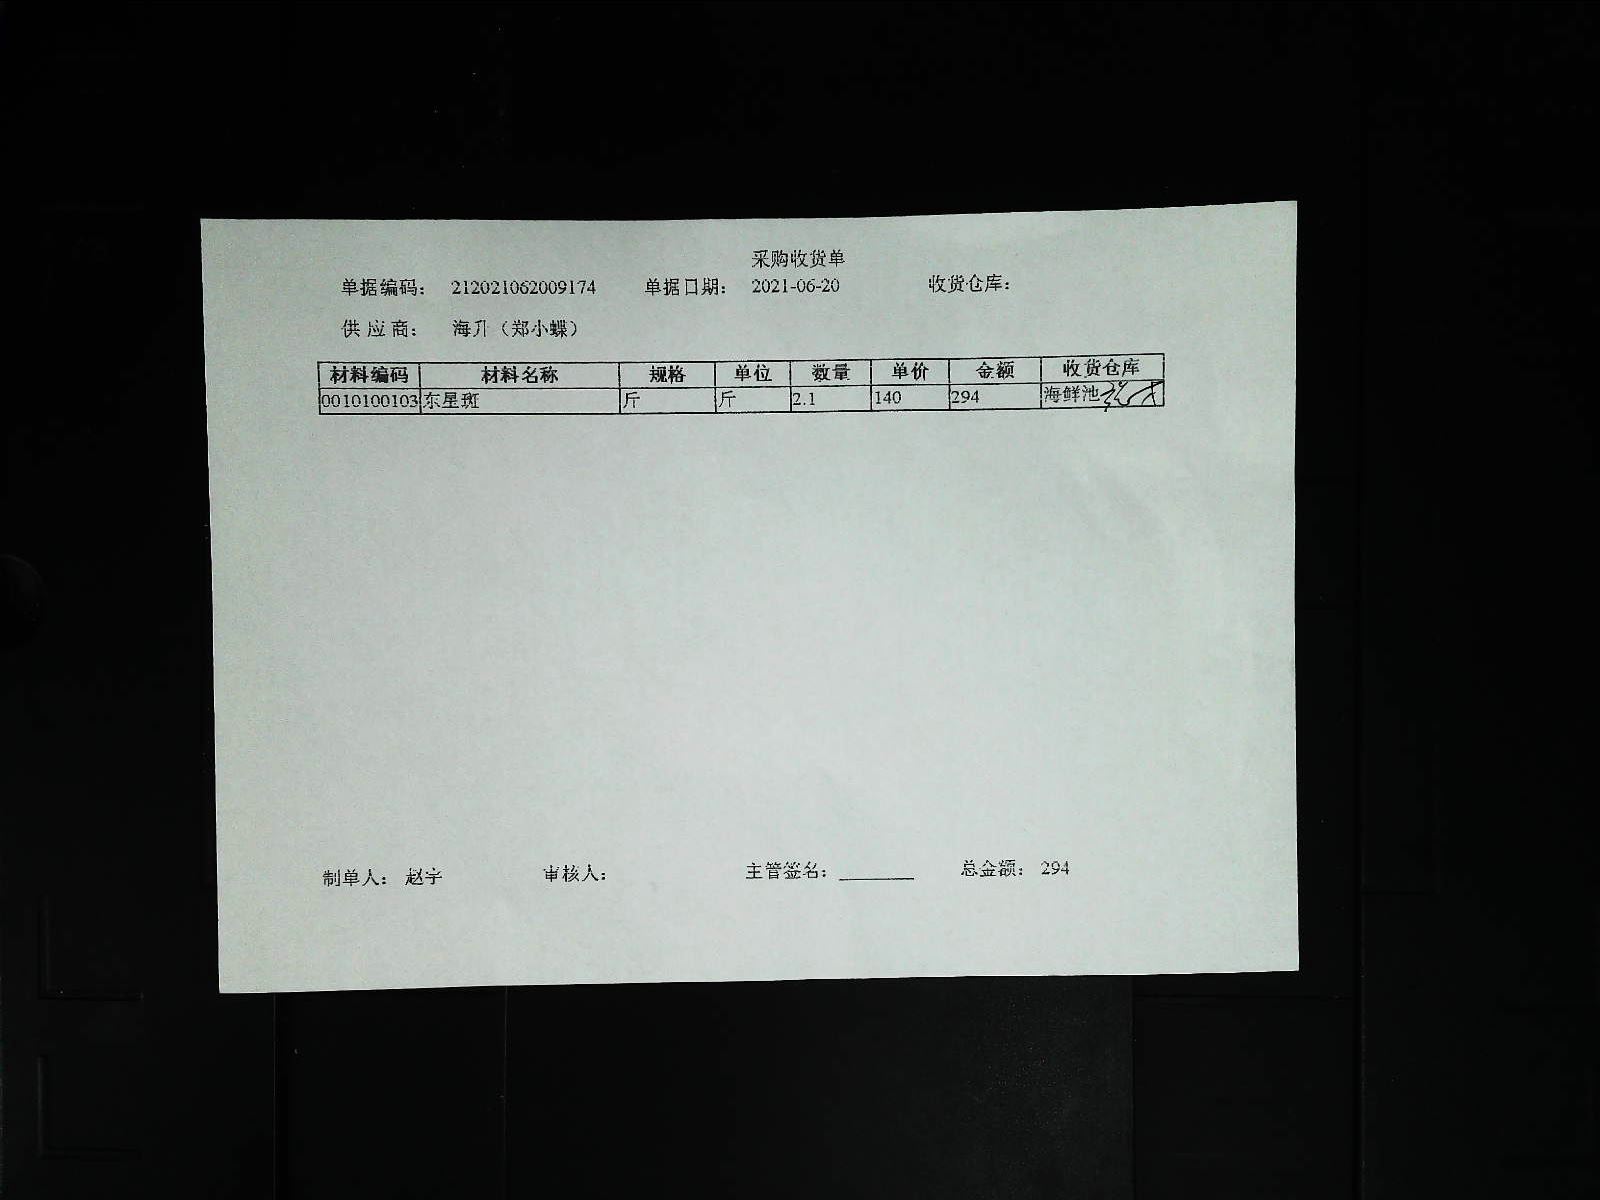 采购收货单
单据编码： 212021062009174 单据日期： 2021-06-20 收货仓库：
供 应 商： 海升（郑小蝶）
材料编码 材料名称 规格 单位 数量 单价 金额 收货仓库
0010100103 东星斑 斤 斤 2.1 140 294 海鲜池
制单人： 赵宇 审核人： 主管签名： 总金额： 294